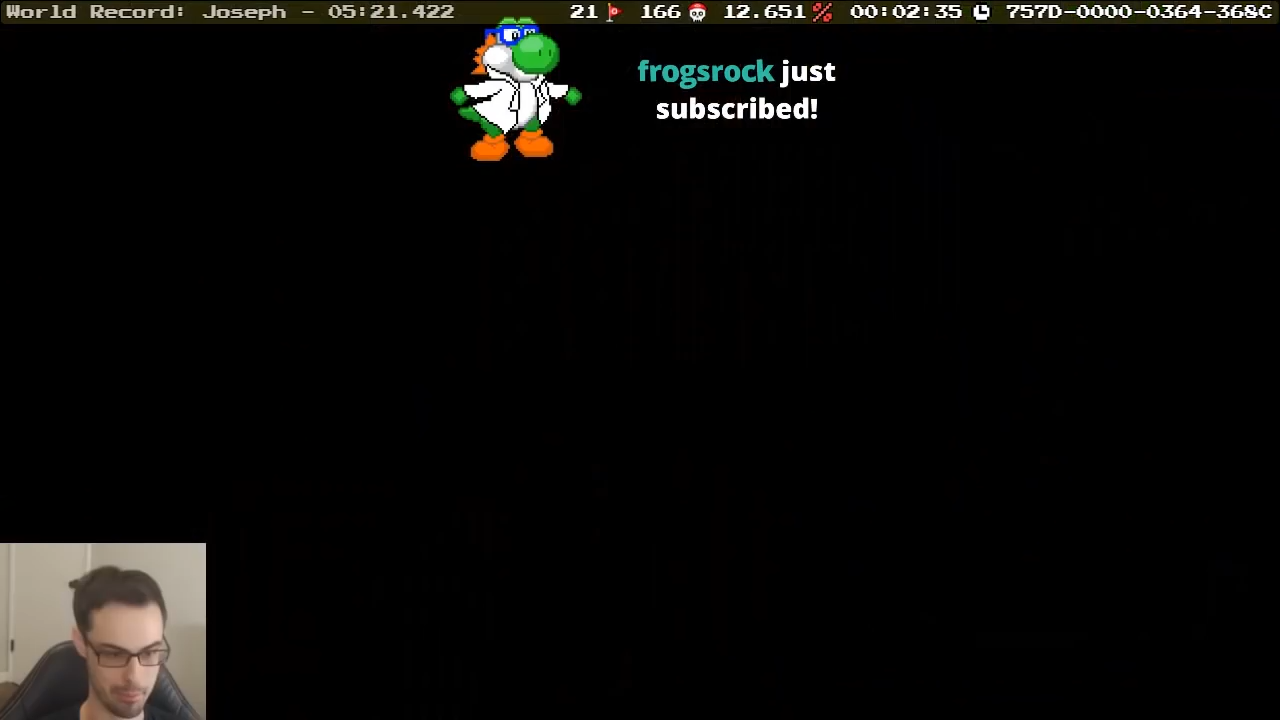 World Record: Joseph - 05:21.422 21 166 12.651 % 00:02:35 757D-0000-0364-368C
frogsrock just
subscribed!